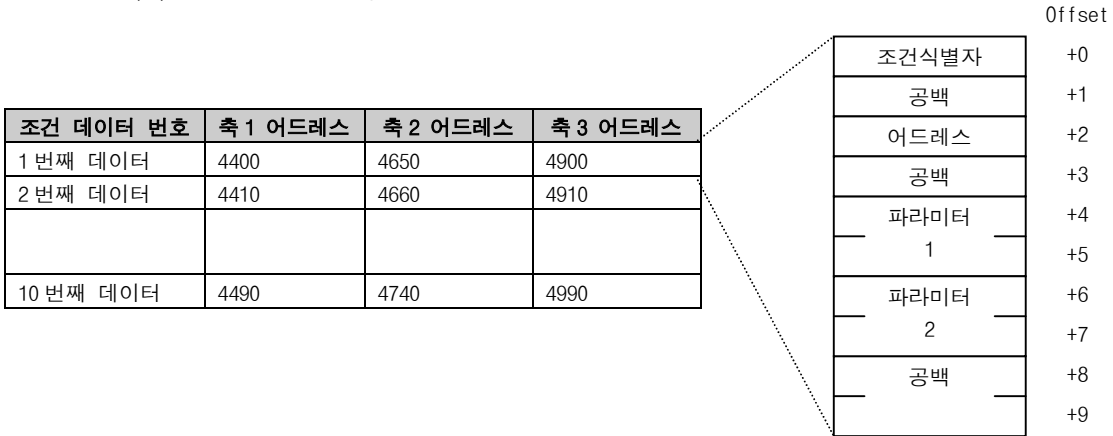 조건 데이터 번호 축1 어드레스 축2 어드레스 축3 어드레스
1번째 데이터 4400 4650 4900
2번째 데이터 4410 4660 4910
10번째 데이터 4490 4740 4990
Offset
조건식별자 +0
공백 +1
어드레스 +2
공백 +3
파라미터 +4
1 +5
파라미터 +6
2 +7
공백 +8
+9